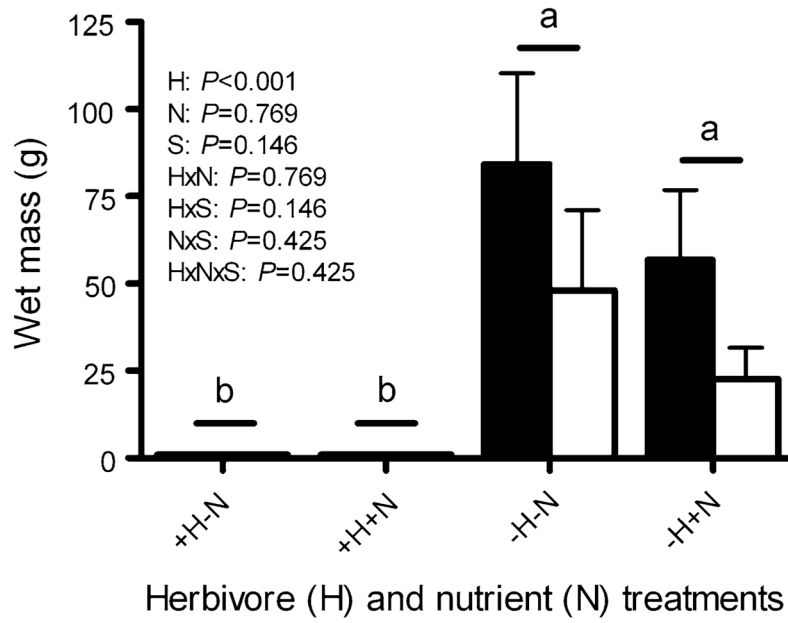 125
100
75
50
25
0
Wet mass (g)
H: P<0.001
N: P=0.769
S: P=0.146
HxN: P=0.769
HxS: P=0.146
NxS: P=0.425
HxNxS: P=0.425
b
b
a
a
+H-N
+H+N
-H-N
-H+N
Herbivore (H) and nutrient (N) treatments